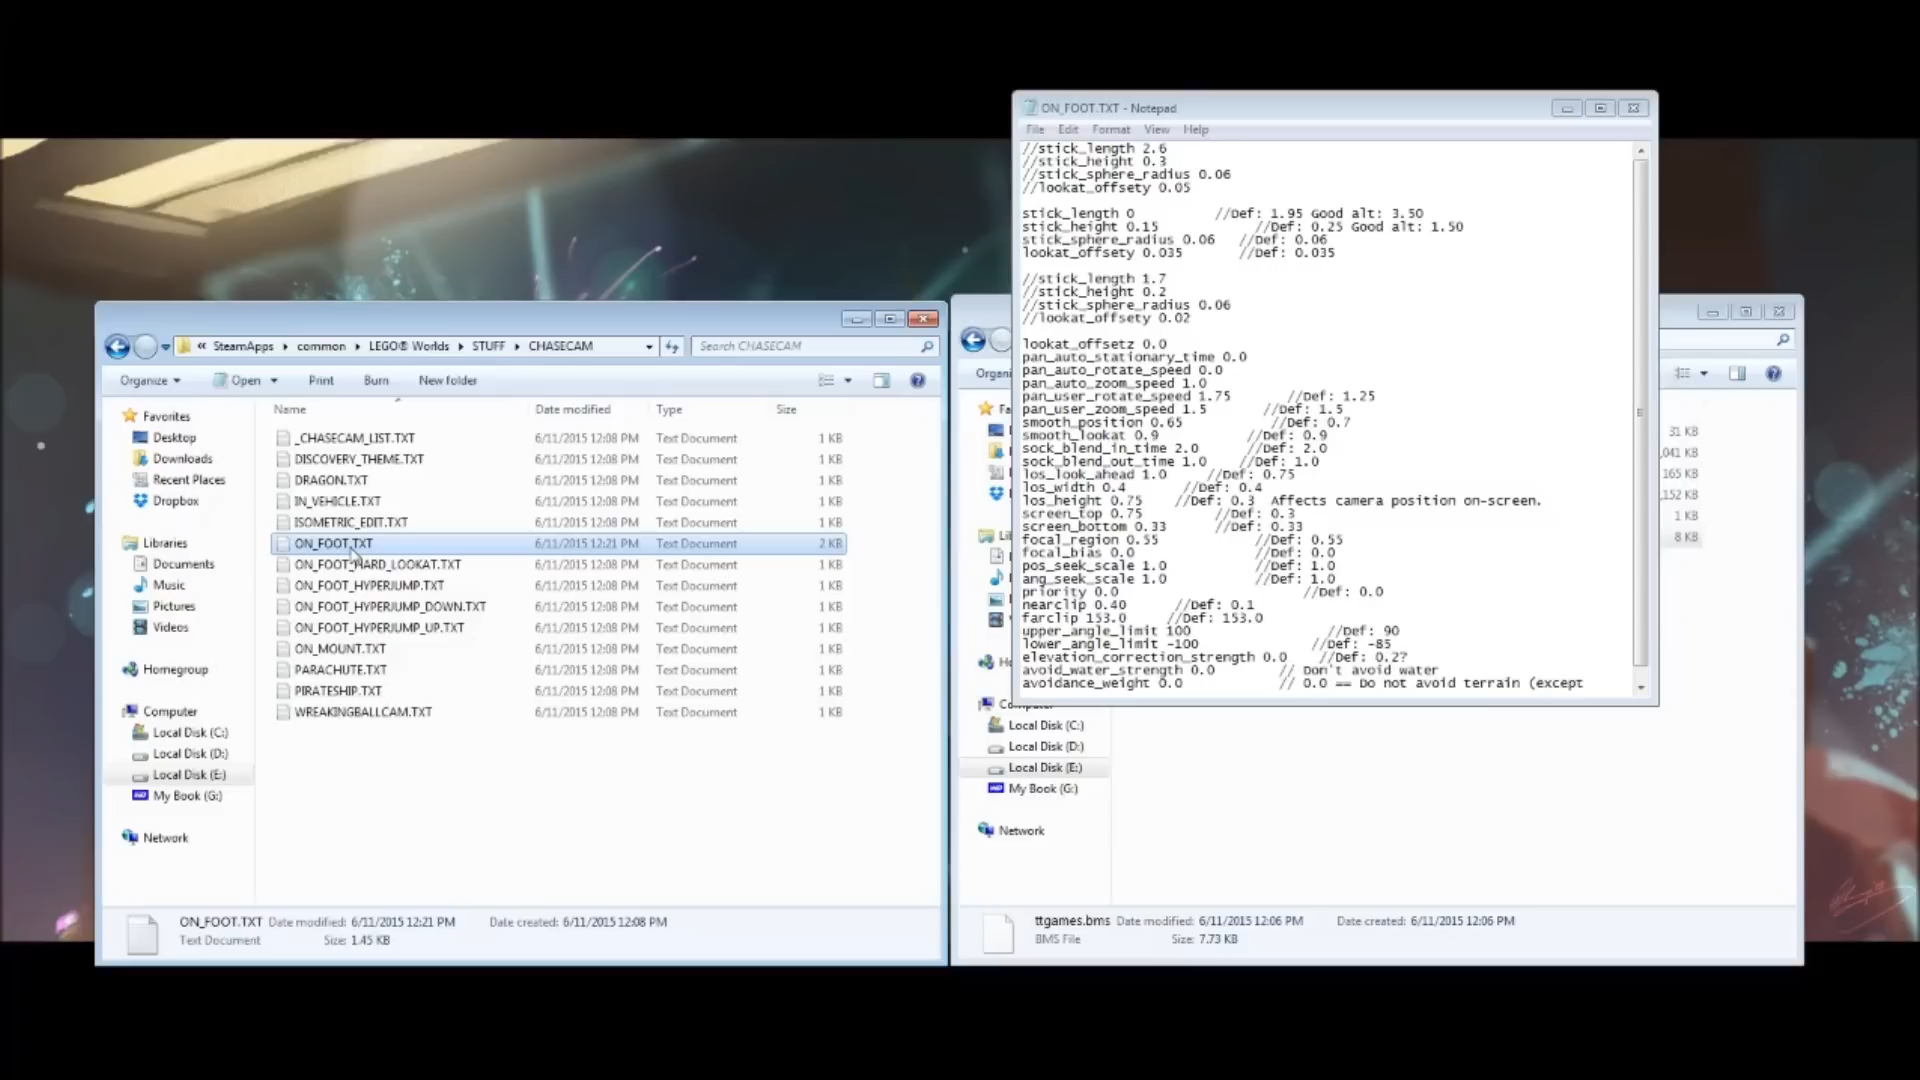 ON_FOOT.TXT - Notepad
File Edit Format View Help
//stick_length 2.6
//stick_height 0.3
//stick_sphere_radius 0.06
//lookat_offsety 0.05
stick_length 0 //Def: 1.95 Good alt: 3.50
stick_height 0.15 //Def: 0.25 Good alt: 1.50
stick_sphere_radius 0.06 //Def: 0.06
lookat_offsety 0.035 //Def: 0.035
//stick_length 1.7
//stick_height 0.2
//stick_sphere_radius 0.06
//lookat_offsety 0.02
lookat_offsetz 0.0
pan_auto_stationary_time 0.0
pan_auto_rotate_speed 0.0
pan_auto_zoom_speed 1.0
pan_user_rotate_speed 1.75 //Def: 1.25
pan_user_zoom_speed 1.5 //Def: 1.5
smooth_position 0.65 //Def: 0.7
smooth_lookat 0.9 //Def: 0.9
sock_blend_in_time 2.0 //Def: 2.0
sock_blend_out_time 1.0 //Def: 1.0
los_look_ahead 1.0 //Def: 0.75
los_width 0.4 //Def: 0.4
los_height 0.75 //Def: 0.3 Affects camera position on-screen.
screen_top 0.75 //Def: 0.3
screen_bottom 0.33 //Def: 0.33
focal_region 0.55 //Def: 0.55
focal_bias 0.0 //Def: 0.0
pos_seek_scale 1.0 //Def: 1.0
ang_seek_scale 1.0 //Def: 1.0
priority 0.0 //Def: 0.0
nearclip 0.40 //Def: 0.1
farclip 153.0 //Def: 153.0
upper_angle_limit 100 //Def: 90
lower_angle_limit -100 //Def: -85
elevation_correction_strength 0.0 //Def: 0.2?
avoid_water_strength 0.0 // Don't avoid water
avoidance_weight 0.0 // 0.0 == Do not avoid terrain (except
« SteamApps common LEGO® Worlds STUFF CHASECAM Search CHASECAM
Organize Open Print Burn New folder
Name Date modified Type Size
_CHASECAM_LIST.TXT 6/11/2015 12:08 PM Text Document 1 KB
DISCOVERY_THEME.TXT 6/11/2015 12:08 PM Text Document 1 KB
DRAGON.TXT 6/11/2015 12:08 PM Text Document 1 KB
IN_VEHICLE.TXT 6/11/2015 12:08 PM Text Document 1 KB
ISOMETRIC_EDIT.TXT 6/11/2015 12:08 PM Text Document 1 KB
ON_FOOT.TXT 6/11/2015 12:21 PM Text Document 2 KB
ON_FOOT_HARD_LOOKAT.TXT 6/11/2015 12:08 PM Text Document 1 KB
ON_FOOT_HYPERJUMP.TXT 6/11/2015 12:08 PM Text Document 1 KB
ON_FOOT_HYPERJUMP_DOWN.TXT 6/11/2015 12:08 PM Text Document 1 KB
ON_FOOT_HYPERJUMP_UP.TXT 6/11/2015 12:08 PM Text Document 1 KB
ON_MOUNT.TXT 6/11/2015 12:08 PM Text Document 1 KB
PARACHUTE.TXT 6/11/2015 12:08 PM Text Document 1 KB
PIRATESHIP.TXT 6/11/2015 12:08 PM Text Document 1 KB
WREAKINGBALLCAM.TXT 6/11/2015 12:08 PM Text Document 1 KB
Favorites
Desktop
Downloads
Recent Places
Dropbox
Libraries
Documents
Music
Pictures
Videos
Homegroup
Computer
Local Disk (C:)
Local Disk (D:)
Local Disk (E:)
My Book (G:)
Network
ON_FOOT.TXT Date modified: 6/11/2015 12:21 PM Date created: 6/11/2015 12:08 PM
Text Document Size: 1.45 KB
Organi
Fa
31 KB
,041 KB
165 KB
,152 KB
1 KB
8 KB
Lil
Local Disk (C:)
Local Disk (D:)
Local Disk (E:)
My Book (G:)
Network
ttgames.bms Date modified: 6/11/2015 12:06 PM Date created: 6/11/2015 12:06 PM
BMS File Size: 7.73 KB